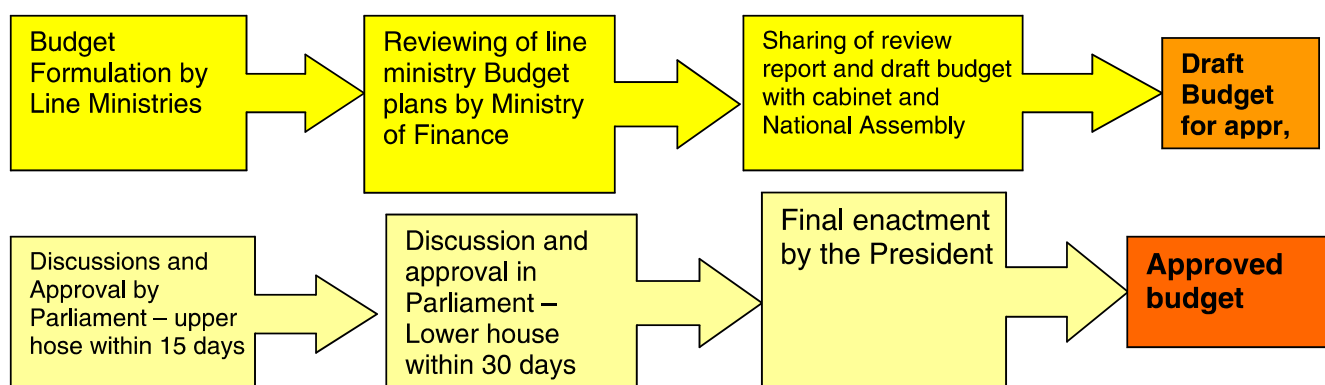 Budget
Formulation by
Line Ministries
Reviewing of line
ministry Budget
plans by Ministry
of Finance
Sharing of review
report and draft budget
with cabinet and
National Assembly
Draft
Budget
for appr,
Discussions and
Approval by
Parliament – upper
hose within 15 days
Discussion and
approval in
Parliament –
Lower house
within 30 days
Final enactment
by the President
Approved
budget